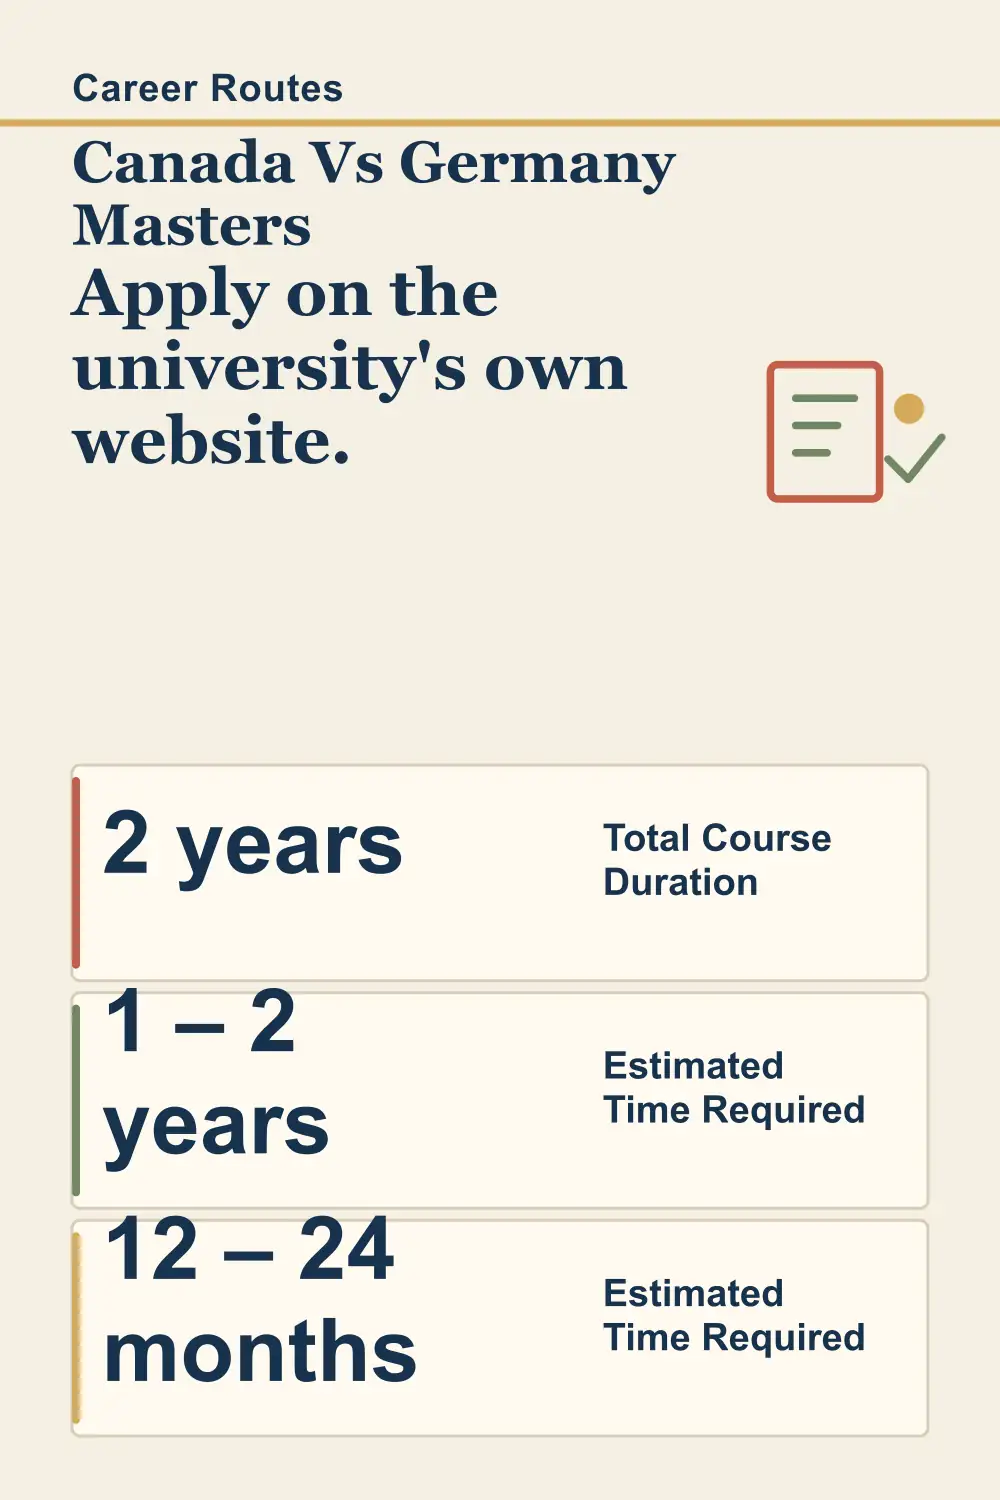 Career Routes
Canada Vs Germany
Masters
Apply on the
university's own
website.
2 years
Total Course
Duration
1 – 2
years
Estimated
Time Required
12 – 24
months
Estimated
Time Required